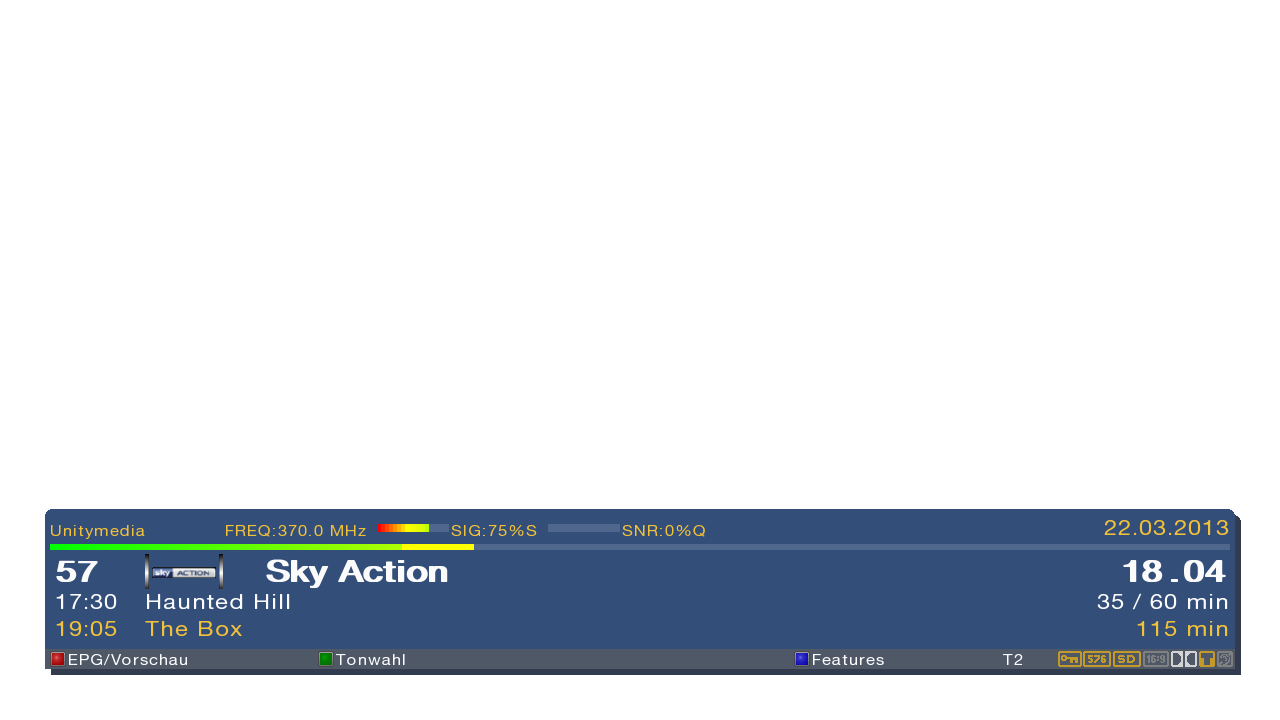 Unitymedia FREQ:370.0 MHz SIG:75%S SNR:0%Q 22.03.2013
57 sky ACTION Sky Action 18.04
17:30 Haunted Hill 35 / 60 min
19:05 The Box 115 min
EPG/Vorschau Tonwahl Features T2 576 SD 16:9